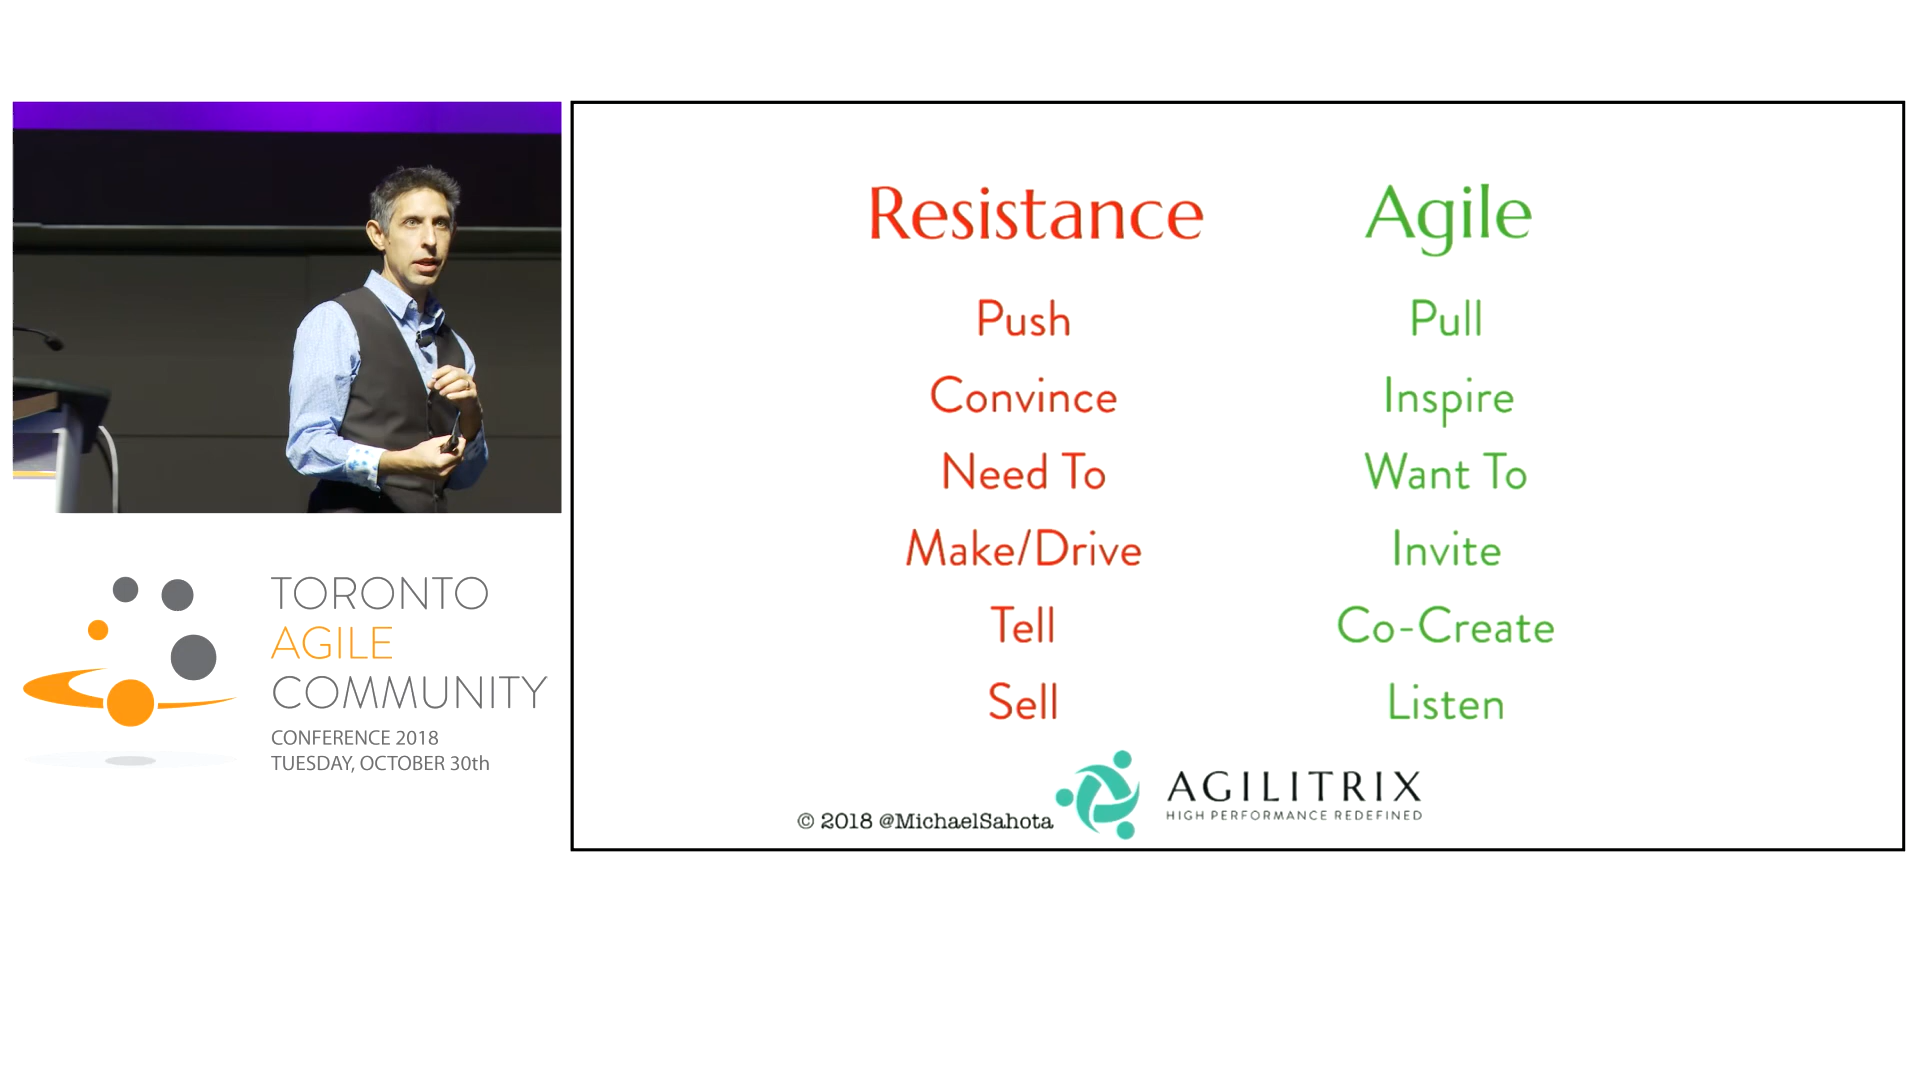 TORONTO
AGILE
COMMUNITY
CONFERENCE 2018
TUESDAY, OCTOBER 30th
Resistance Agile
Push Pull
Convince Inspire
Need To Want To
Make/Drive Invite
Tell Co-Create
Sell Listen
© 2018 @MichaelSahota
AGILITRIX
HIGH PERFORMANCE REDEFINED